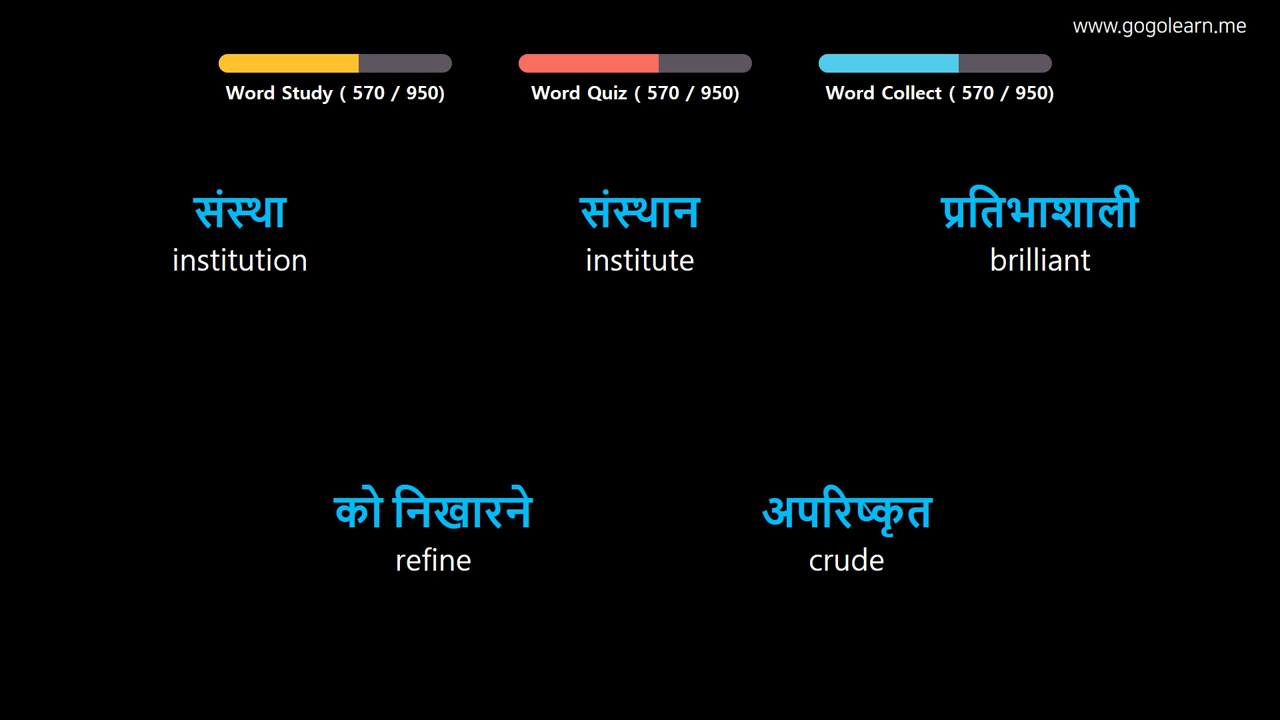 www.gogolearn.me
Word Study ( 570 / 950)
Word Quiz ( 570 / 950)
Word Collect ( 570 / 950)
संस्था
institution
संस्थान
institute
प्रतिभाशाली
brilliant
को निखारने
refine
अपरिष्कृत
crude